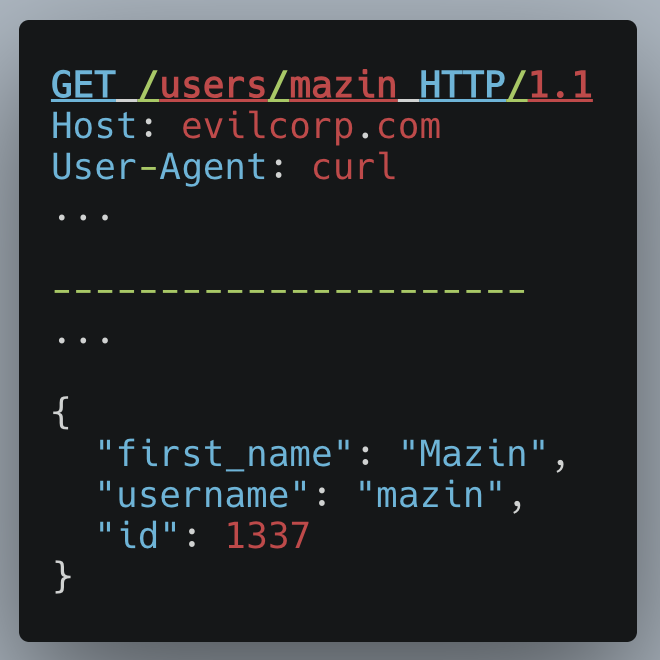 GET /users/mazin HTTP/1.1
Host: evilcorp.com
User-Agent: curl
...
----------------------
...
{
"first_name": "Mazin",
"username": "mazin",
"id": 1337
}